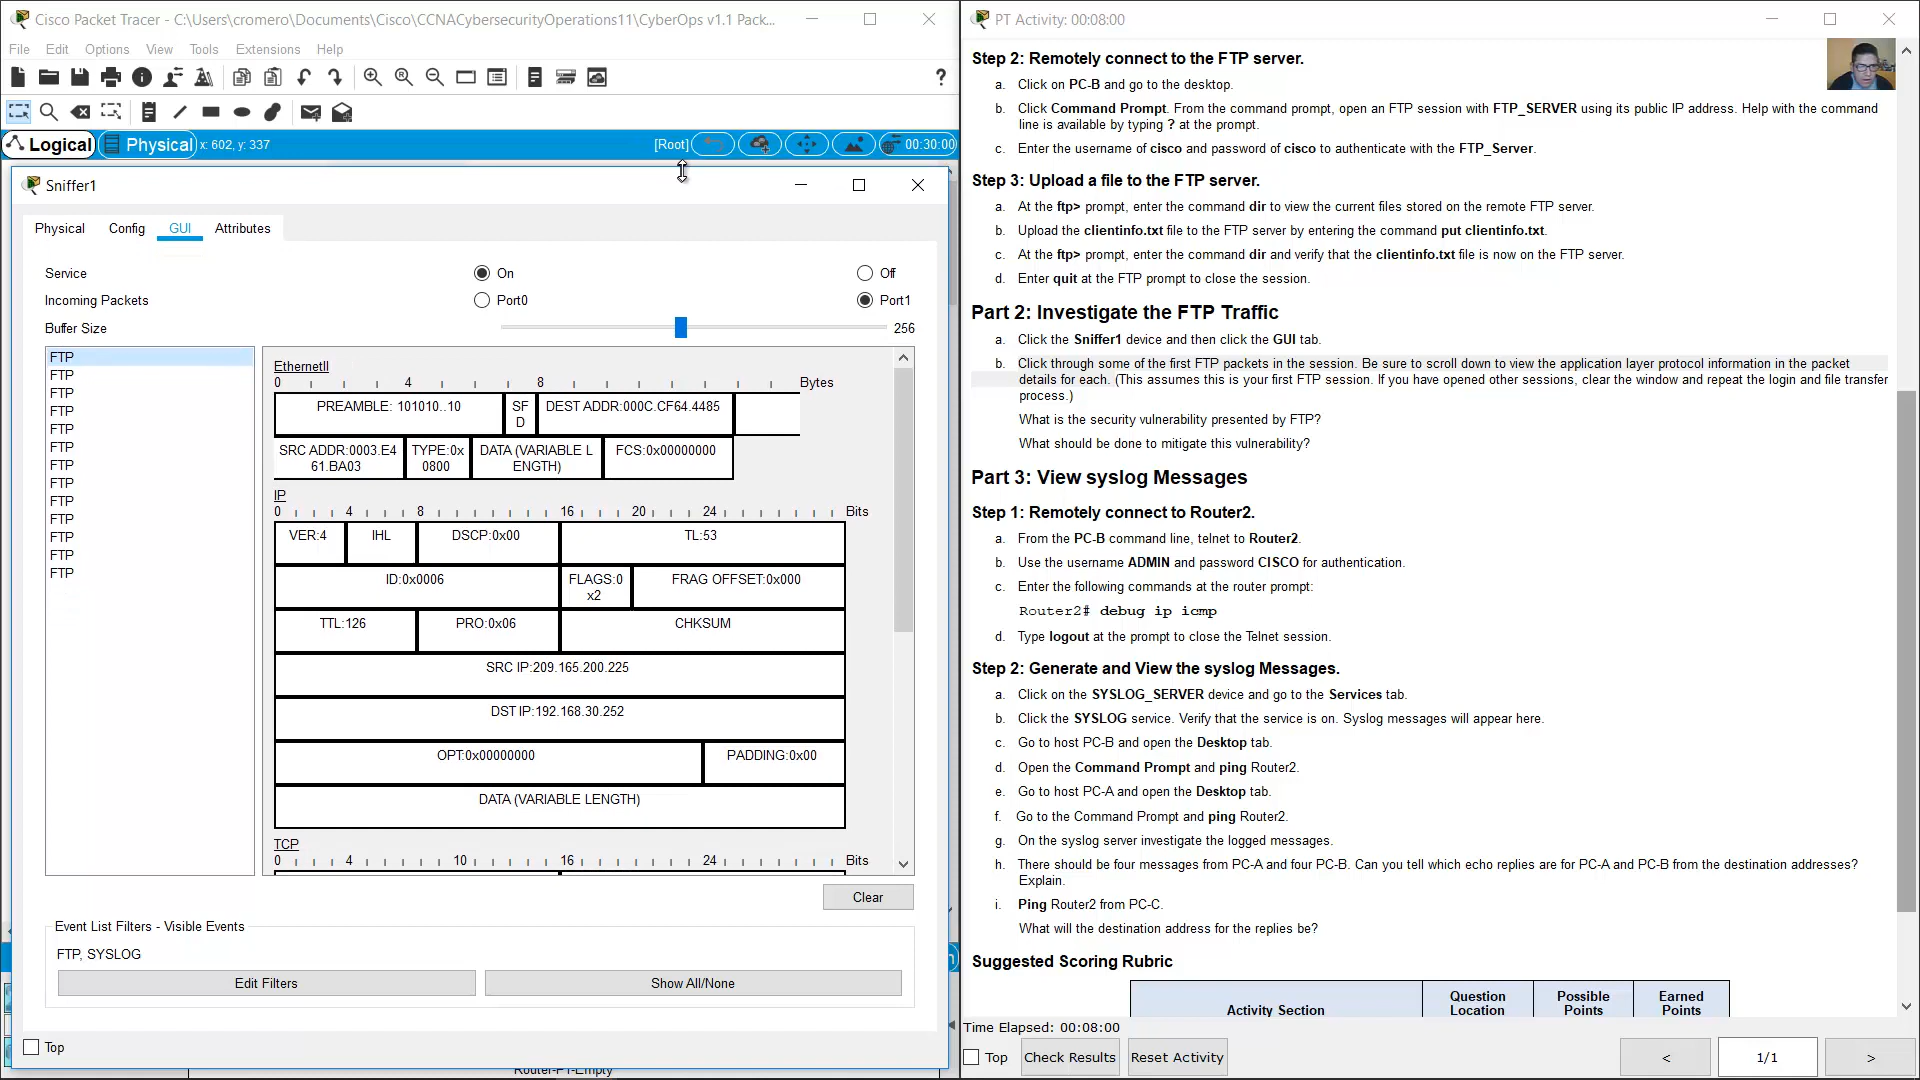 Cisco Packet Tracer - C:\Users\cromero\Documents\Cisco\CCNACybersecurityOperations11\CyberOps v1.1 Pack...
File Edit Options View Tools Extensions Help
?
Logical Physical x: 602, y: 337 [Root] 00:30:00
Sniffer1
Physical Config GUI Attributes
Service On Off
Incoming Packets Port0 Port1
Buffer Size 256
FTP
FTP
FTP
FTP
FTP
FTP
FTP
FTP
FTP
FTP
FTP
FTP
FTP
EthernetII
0 4 8 Bytes
PREAMBLE: 101010..10
SF
D
DEST ADDR:000C.CF64.4485
SRC ADDR:0003.E4
61.BA03
TYPE:0x
0800
DATA (VARIABLE L
ENGTH)
FCS:0x00000000
IP
0 4 8 16 20 24 Bits
VER:4 IHL DSCP:0x00 TL:53
ID:0x0006
FLAGS:0
x2
FRAG OFFSET:0x000
TTL:126 PRO:0x06 CHKSUM
SRC IP:209.165.200.225
DST IP:192.168.30.252
OPT:0x00000000 PADDING:0x00
DATA (VARIABLE LENGTH)
TCP
0 4 10 16 24 Bits
Clear
Event List Filters - Visible Events
FTP, SYSLOG
Edit Filters Show All/None
Top
Router-PT-Empty
PT Activity: 00:08:00
Step 2: Remotely connect to the FTP server.
a. Click on PC-B and go to the desktop.
b. Click Command Prompt. From the command prompt, open an FTP session with FTP_SERVER using its public IP address. Help with the command
line is available by typing ? at the prompt.
c. Enter the username of cisco and password of cisco to authenticate with the FTP_Server.
Step 3: Upload a file to the FTP server.
a. At the ftp> prompt, enter the command dir to view the current files stored on the remote FTP server.
b. Upload the clientinfo.txt file to the FTP server by entering the command put clientinfo.txt.
c. At the ftp> prompt, enter the command dir and verify that the clientinfo.txt file is now on the FTP server.
d. Enter quit at the FTP prompt to close the session.
Part 2: Investigate the FTP Traffic
a. Click the Sniffer1 device and then click the GUI tab.
b. Click through some of the first FTP packets in the session. Be sure to scroll down to view the application layer protocol information in the packet
details for each. (This assumes this is your first FTP session. If you have opened other sessions, clear the window and repeat the login and file transfer
process.)
What is the security vulnerability presented by FTP?
What should be done to mitigate this vulnerability?
Part 3: View syslog Messages
Step 1: Remotely connect to Router2.
a. From the PC-B command line, telnet to Router2.
b. Use the username ADMIN and password CISCO for authentication.
c. Enter the following commands at the router prompt:
Router2# debug ip icmp
d. Type logout at the prompt to close the Telnet session.
Step 2: Generate and View the syslog Messages.
a. Click on the SYSLOG_SERVER device and go to the Services tab.
b. Click the SYSLOG service. Verify that the service is on. Syslog messages will appear here.
c. Go to host PC-B and open the Desktop tab.
d. Open the Command Prompt and ping Router2.
e. Go to host PC-A and open the Desktop tab.
f. Go to the Command Prompt and ping Router2.
g. On the syslog server investigate the logged messages.
h. There should be four messages from PC-A and four PC-B. Can you tell which echo replies are for PC-A and PC-B from the destination addresses?
Explain.
i. Ping Router2 from PC-C.
What will the destination address for the replies be?
Suggested Scoring Rubric
Activity Section
Question
Location
Possible
Points
Earned
Points
Time Elapsed: 00:08:00
Top Check Results Reset Activity < 1/1 >